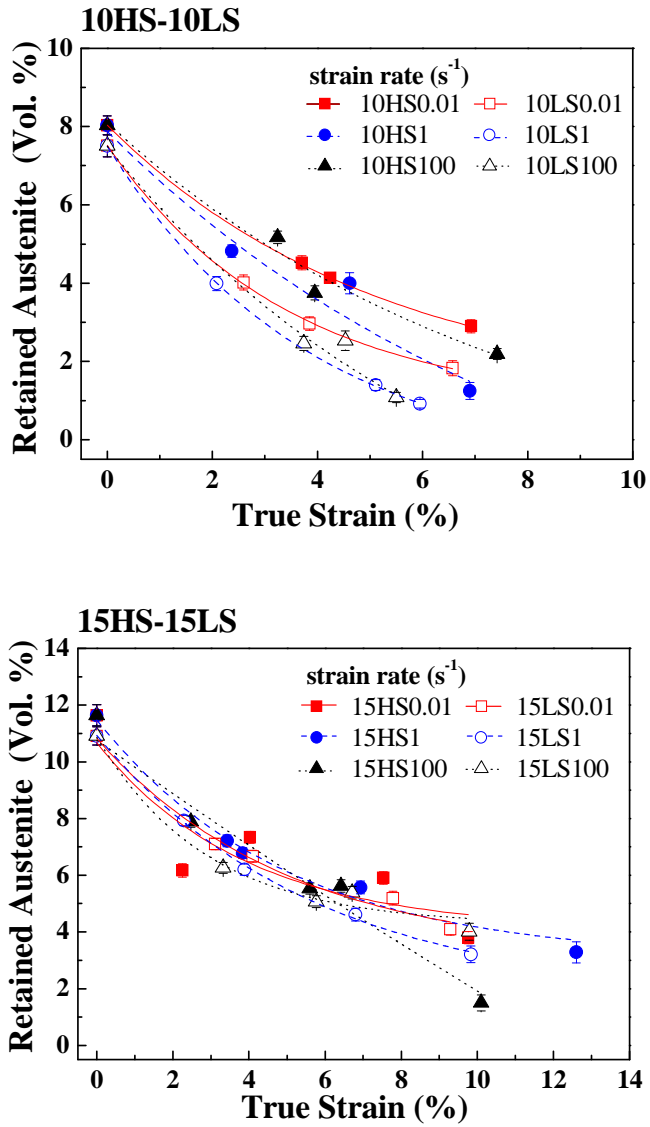 10HS-10LS
Retained Austenite (Vol. %)
10
8
6
4
2
0
strain rate (s⁻¹)
10HS0.01 10LS0.01
10HS1 10LS1
10HS100 10LS100
0 2 4 6 8 10
True Strain (%)
15HS-15LS
Retained Austenite (Vol. %)
14
12
10
8
6
4
2
0
strain rate (s⁻¹)
15HS0.01 15LS0.01
15HS1 15LS1
15HS100 15LS100
0 2 4 6 8 10 12 14
True Strain (%)